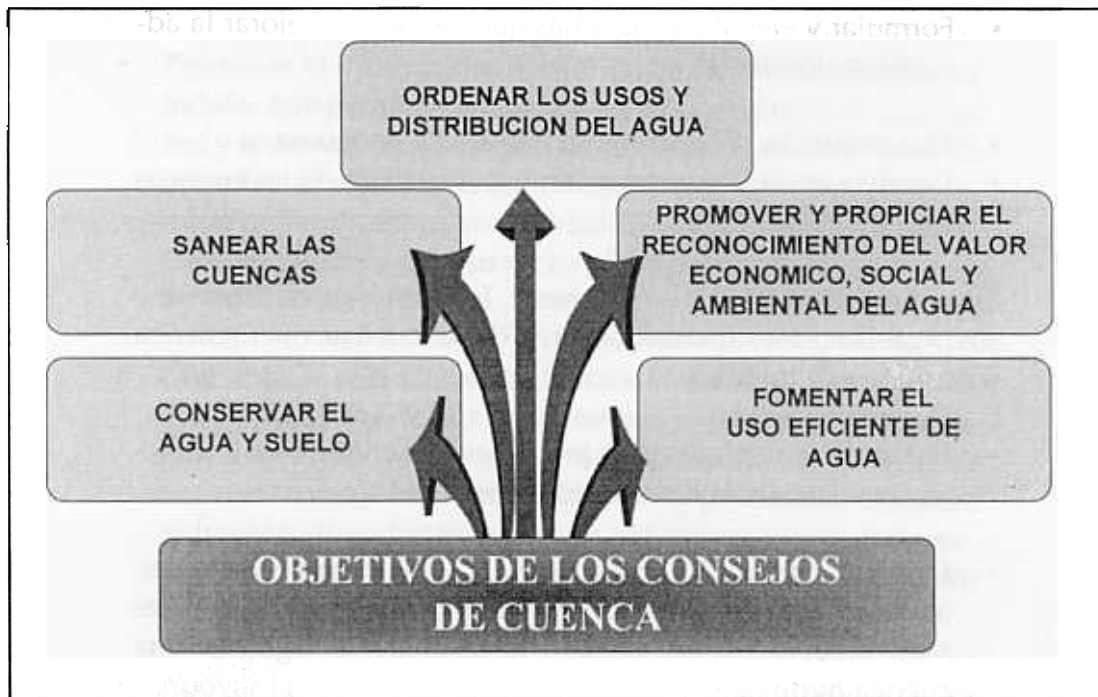 ORDENAR LOS USOS Y
DISTRIBUCION DEL AGUA
SANEAR LAS
CUENCAS
PROMOVER Y PROPICIAR EL
RECONOCIMIENTO DEL VALOR
ECONOMICO, SOCIAL Y
AMBIENTAL DEL AGUA
CONSERVAR EL
AGUA Y SUELO
FOMENTAR EL
USO EFICIENTE DE
AGUA
OBJETIVOS DE LOS CONSEJOS
DE CUENCA